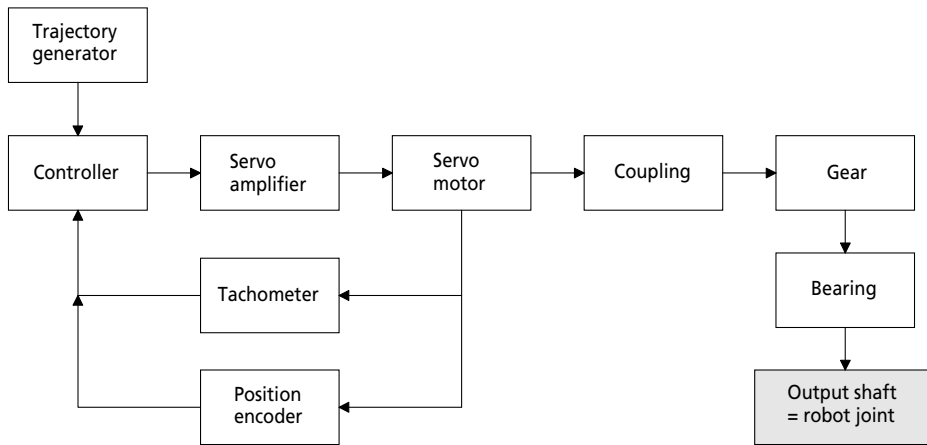 Trajectory
generator
Controller
Servo
amplifier
Servo
motor
Coupling
Gear
Tachometer
Bearing
Position
encoder
Output shaft
= robot joint